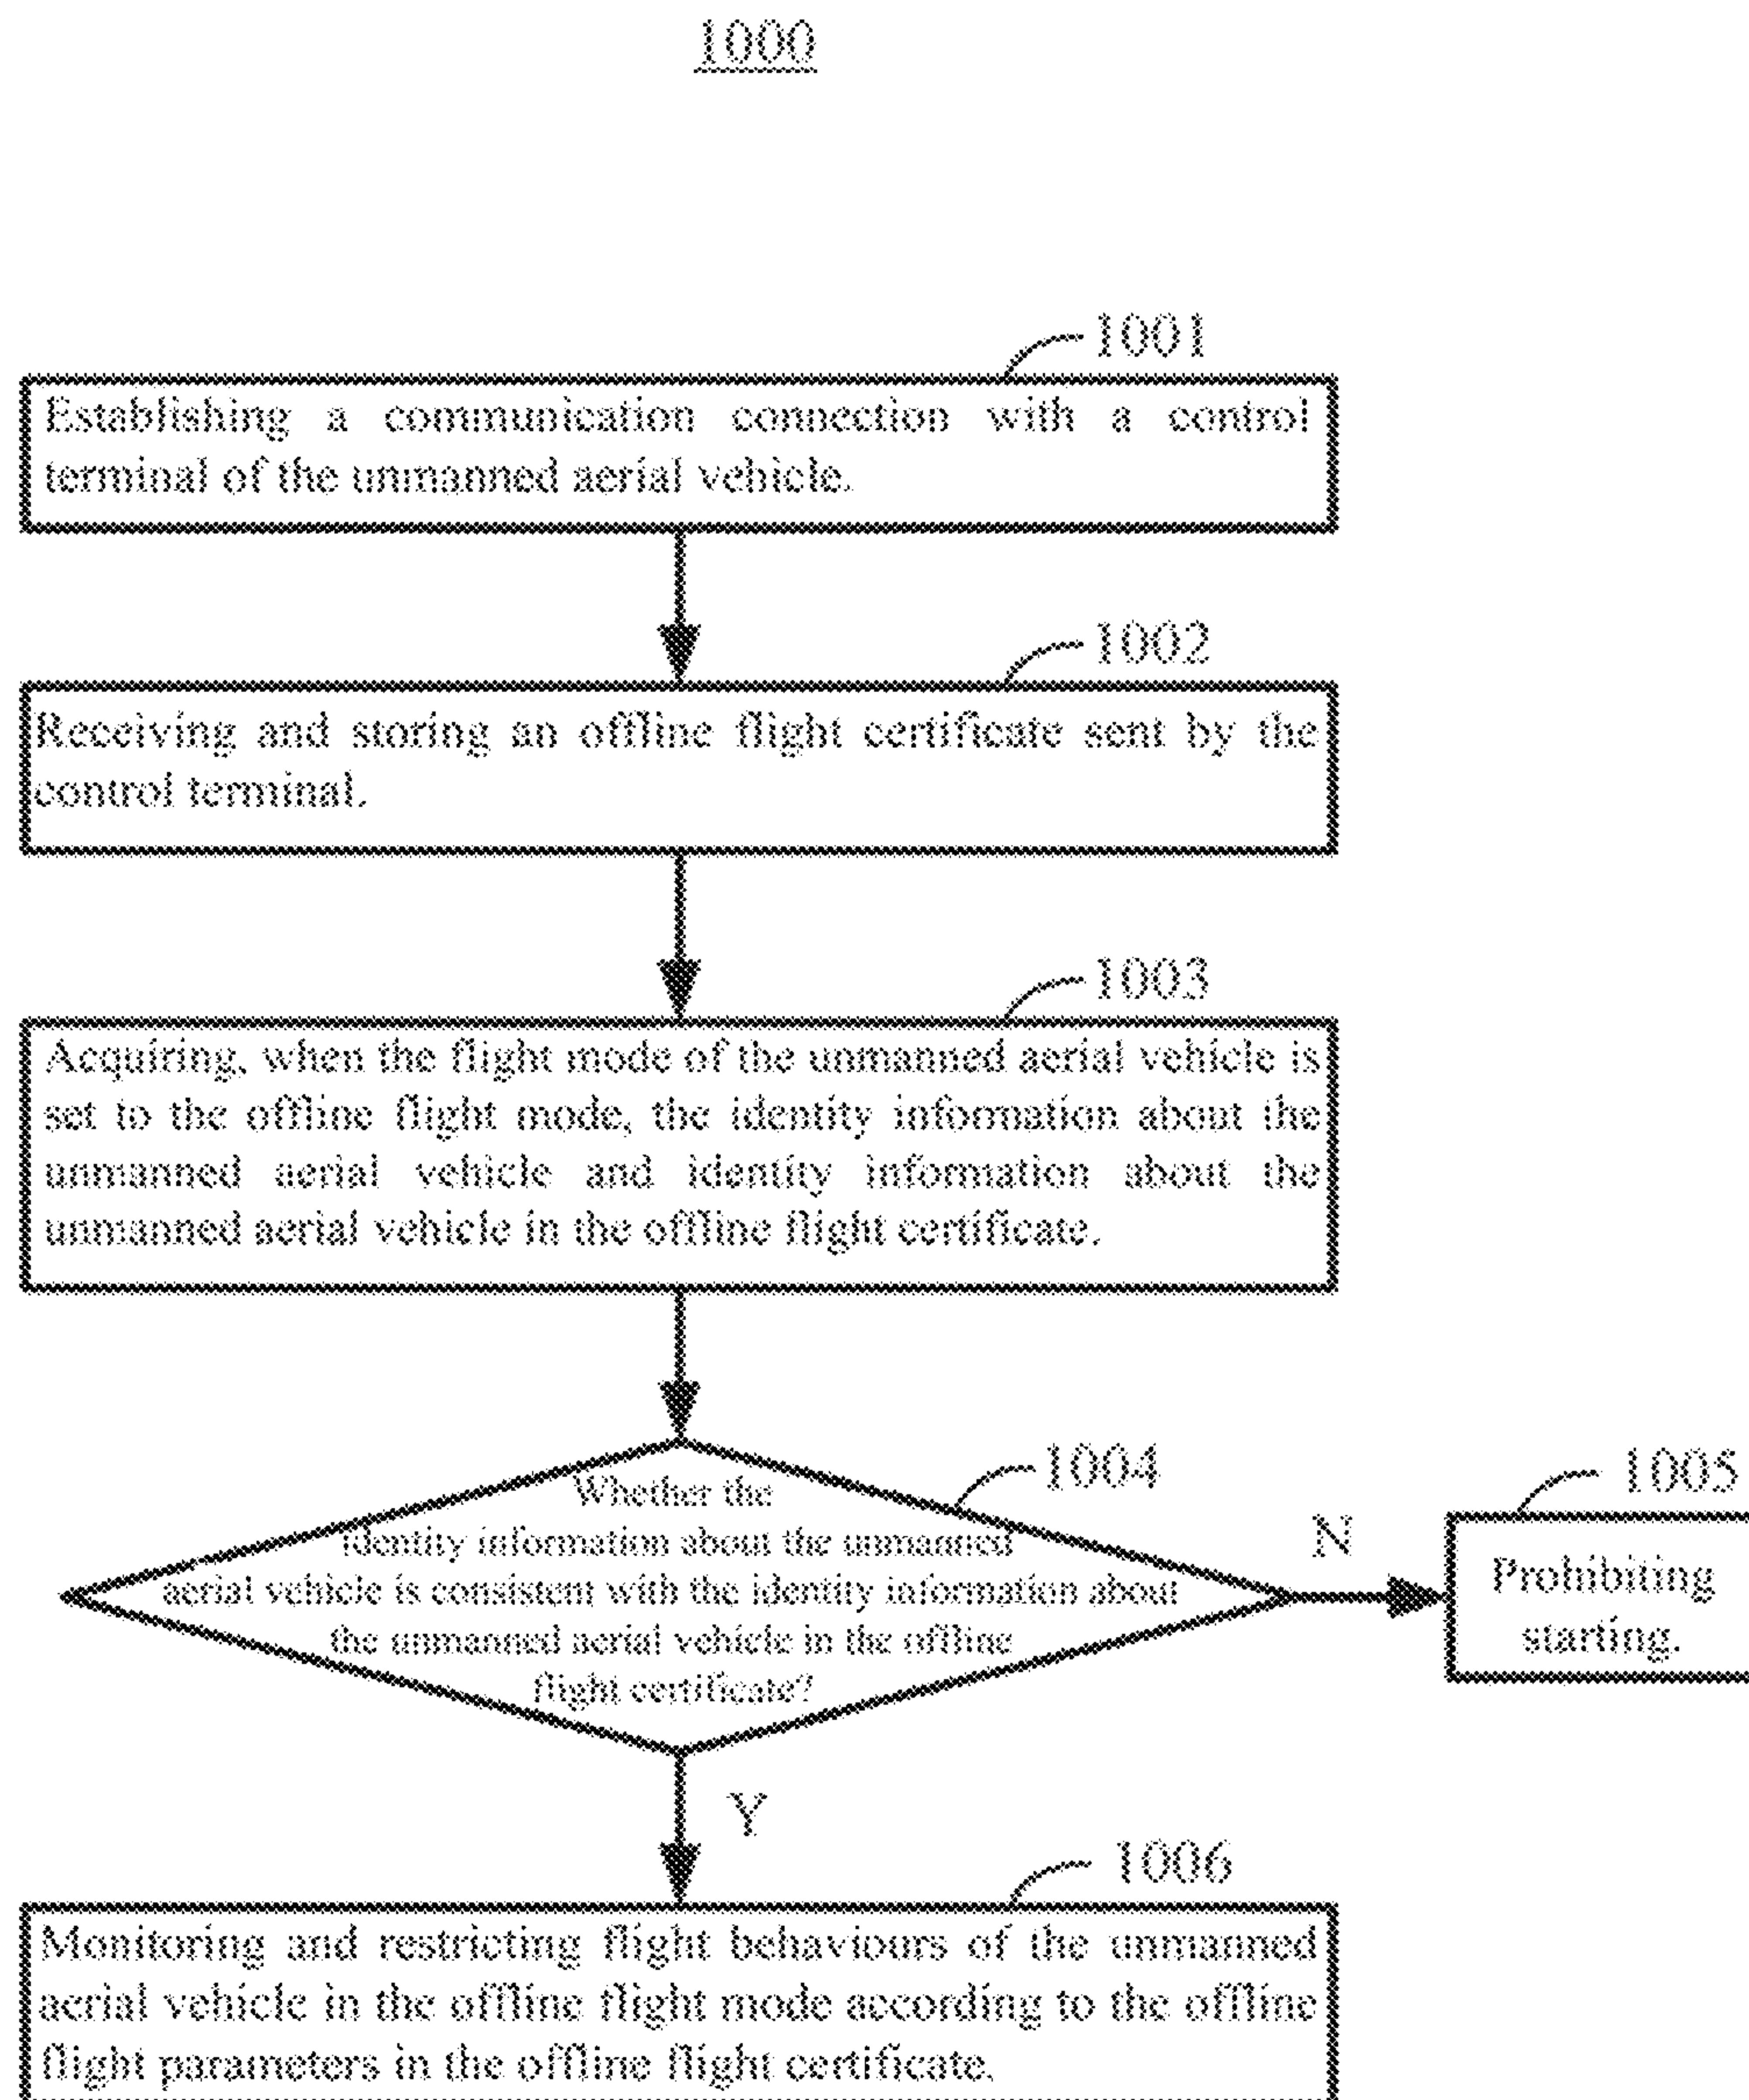 1000
1001
Establishing a communication connection with a control
terminal of the unmanned aerial vehicle.
1002
Receiving and storing an offline flight certificate sent by the
control terminal.
1003
Acquiring, when the flight mode of the unmanned aerial vehicle is
set to the offline flight mode, the identity information about the
unmanned aerial vehicle and identity information about the
unmanned aerial vehicle in the offline flight certificate.
1004
Whether the
identity information about the unmanned
aerial vehicle is consistent with the identity information about
the unmanned aerial vehicle in the offline
flight certificate?
N
1005
Prohibiting
starting.
Y
1006
Monitoring and restricting flight behaviours of the unmanned
aerial vehicle in the offline flight mode according to the offline
flight parameters in the offline flight certificate.